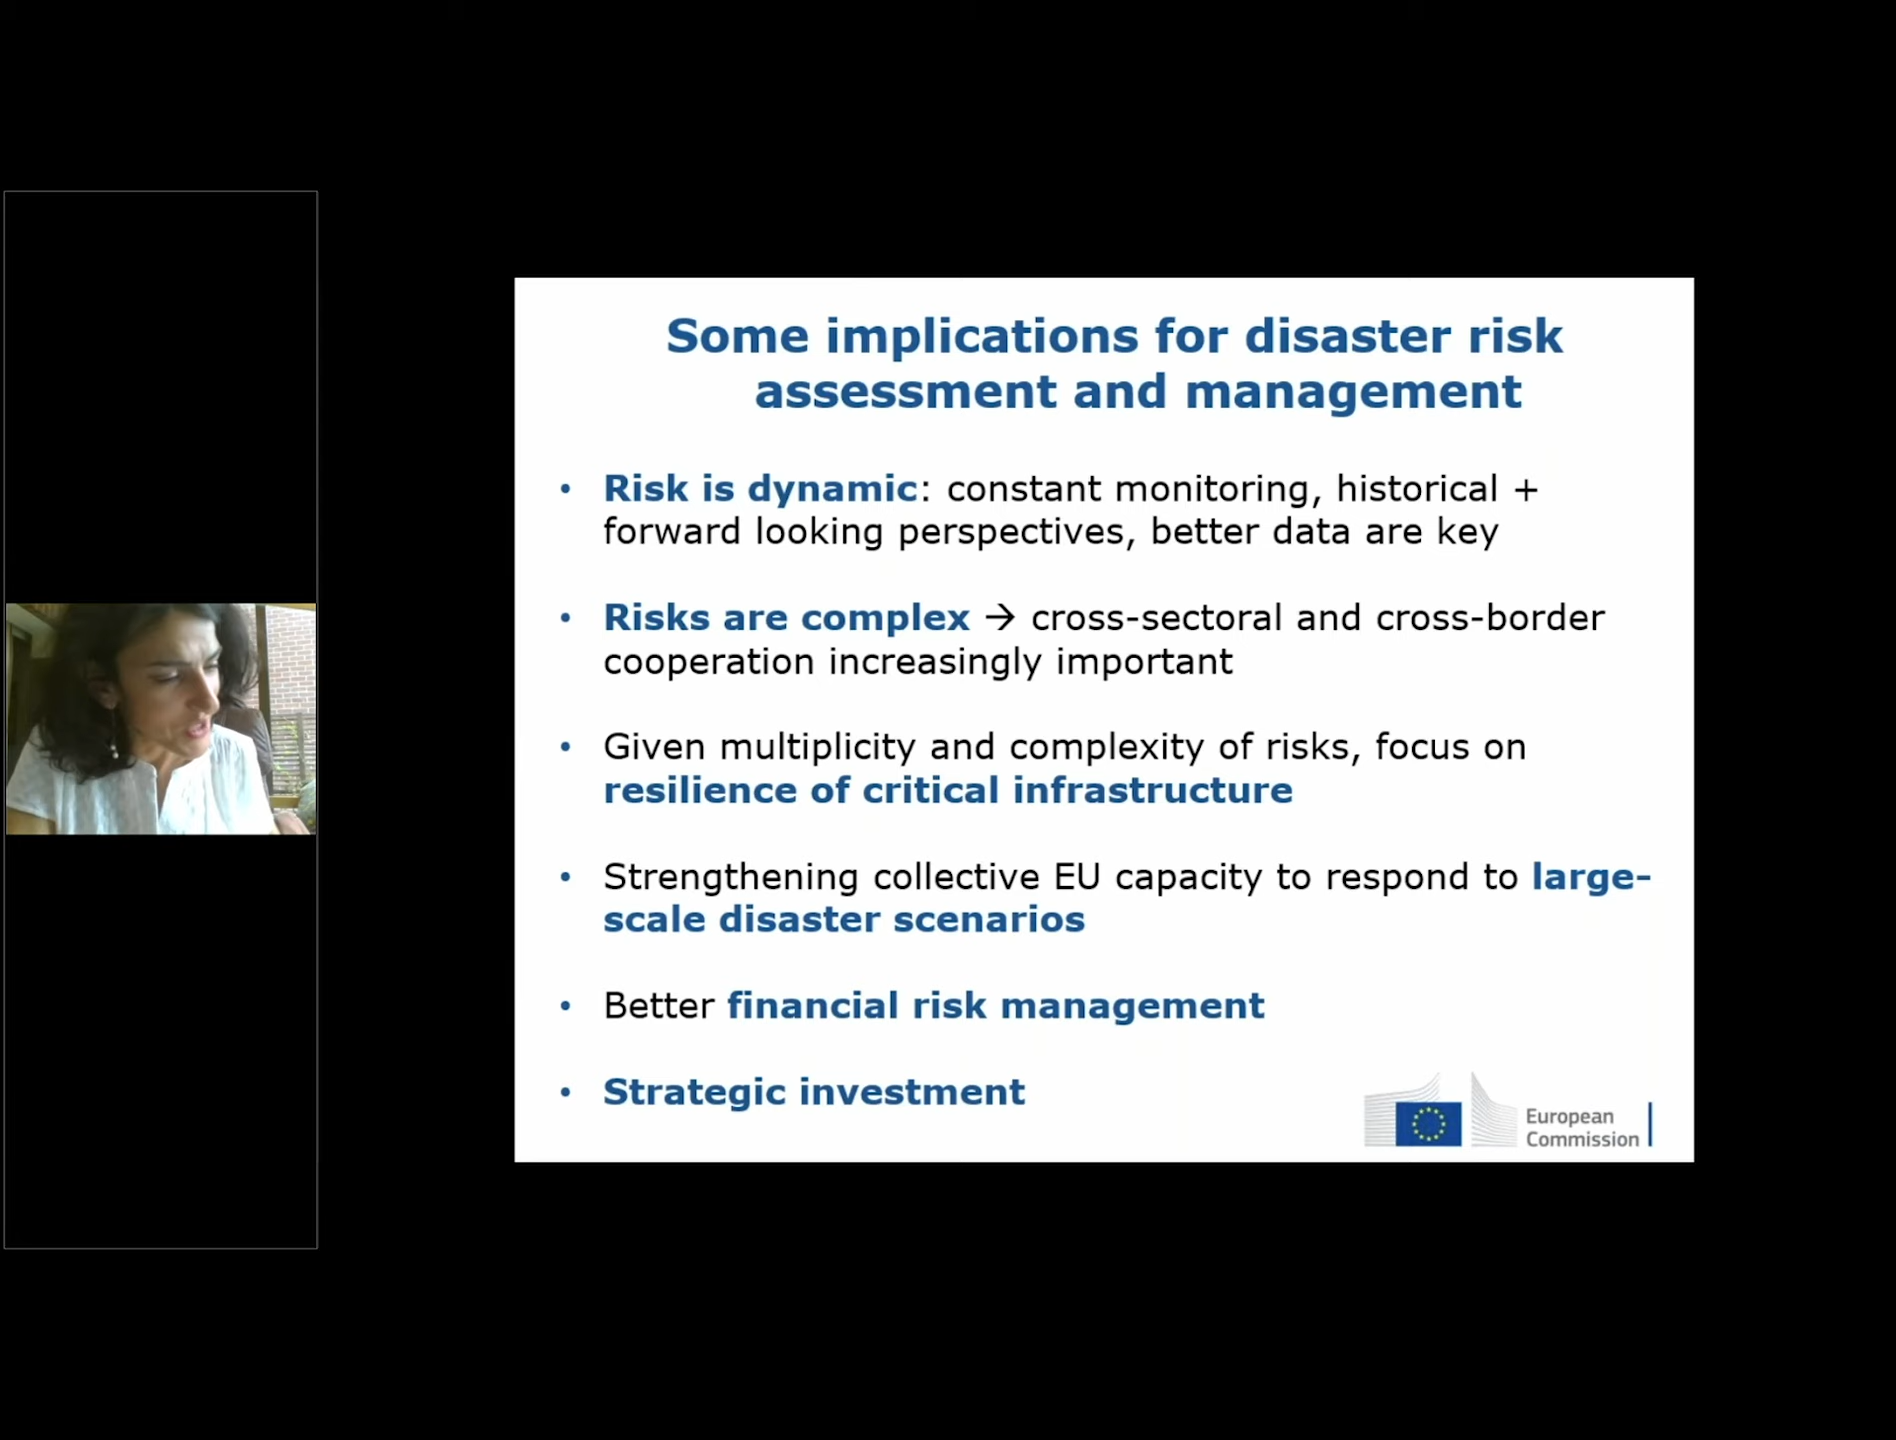 Some implications for disaster risk
assessment and management
• Risk is dynamic: constant monitoring, historical +
forward looking perspectives, better data are key
• Risks are complex → cross-sectoral and cross-border
cooperation increasingly important
• Given multiplicity and complexity of risks, focus on
resilience of critical infrastructure
• Strengthening collective EU capacity to respond to large-
scale disaster scenarios
• Better financial risk management
• Strategic investment
European
Commission